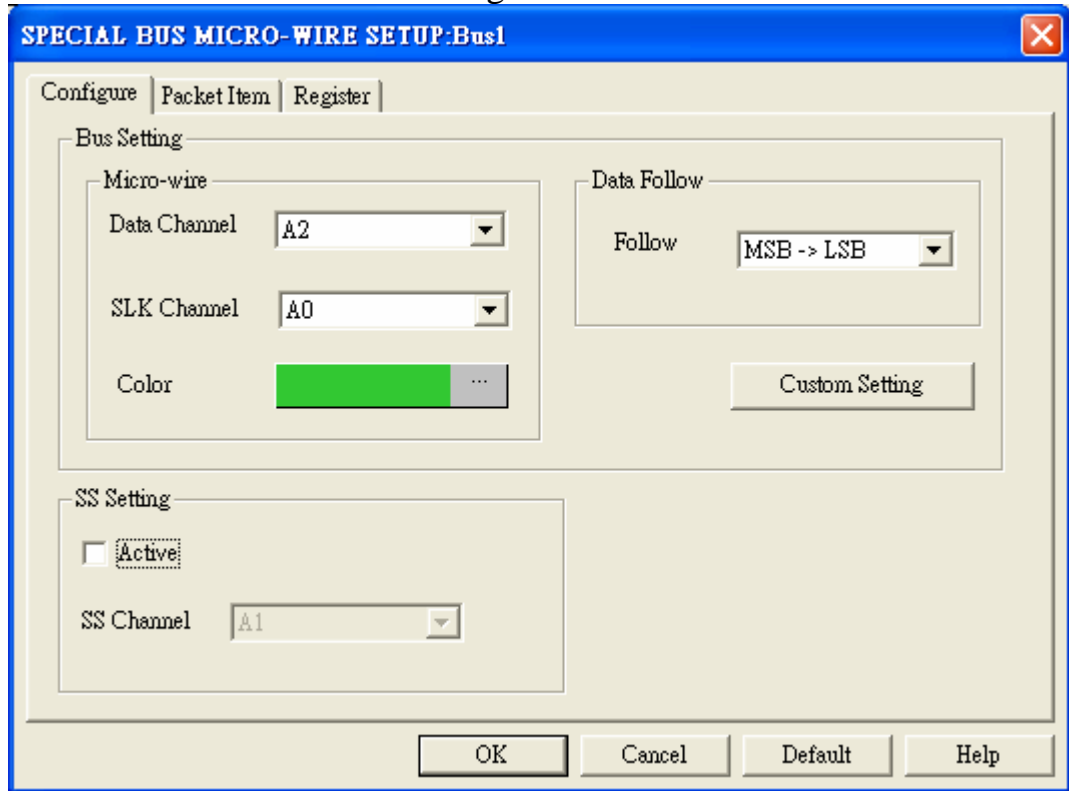 SPECIAL BUS MICRO-WIRE SETUP:Bus1
Configure Packet Item Register
Bus Setting
Micro-wire
Data Channel A2
SLK Channel A0
Color ...
Data Follow
Follow MSB -> LSB
Custom Setting
SS Setting
Active
SS Channel A1
OK Cancel Default Help